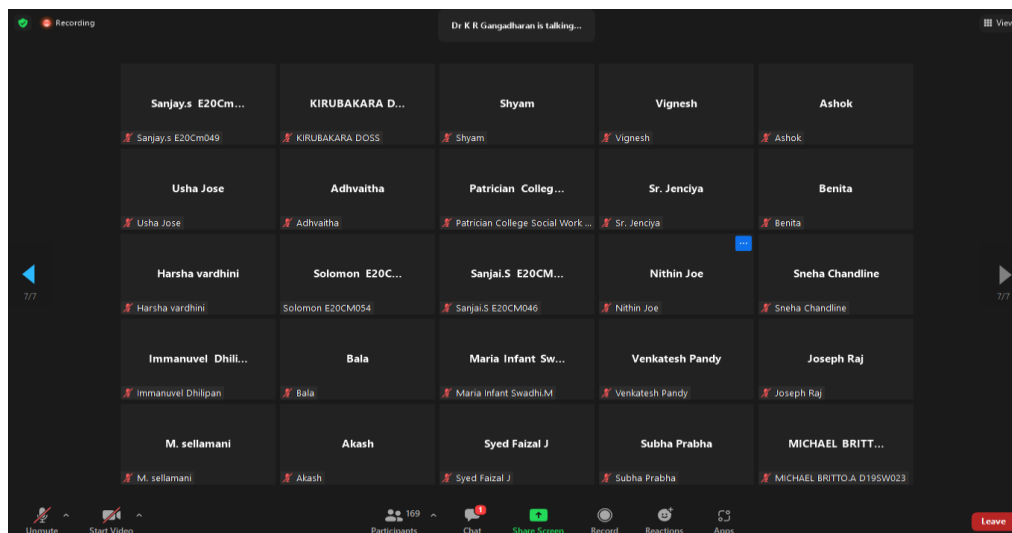 Recording
Dr K R Gangadharan is talking...
View
Sanjay.s E20Cm...
KIRUBAKARA D...
Shyam
Vignesh
Ashok
Sanjay.s E20Cm049
KIRUBAKARA DOSS
Shyam
Vignesh
Ashok
Usha Jose
Adhvaitha
Patrician Colleg...
Sr. Jenciya
Benita
Usha Jose
Adhvaitha
Patrician College Social Work ...
Sr. Jenciya
Benita
Harsha vardhini
Solomon E20C...
Sanjai.S E20CM...
Nithin Joe
Sneha Chandline
7/7
Harsha vardhini
Solomon E20CM054
Sanjai.S E20CM046
Nithin Joe
Sneha Chandline
7/7
Immanuvel Dhili...
Bala
Maria Infant Sw...
Venkatesh Pandy
Joseph Raj
Immanuvel Dhilipan
Bala
Maria Infant Swadhi.M
Venkatesh Pandy
Joseph Raj
M. sellamani
Akash
Syed Faizal J
Subha Prabha
MICHAEL BRITT...
M. sellamani
Akash
Syed Faizal J
Subha Prabha
MICHAEL BRITTO.A D19SW023
169
1
Unmute
Start Video
Participants
Chat
Share Screen
Record
Reactions
Apps
Leave